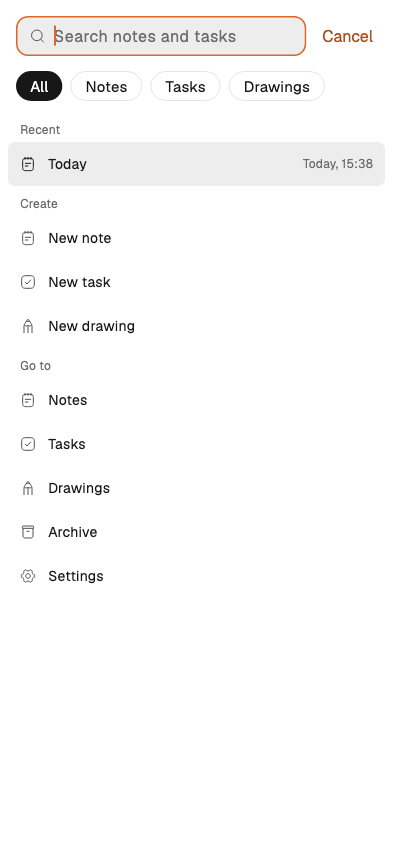 Search notes and tasks Cancel
All Notes Tasks Drawings
Recent
Today Today, 15:38
Create
New note
New task
New drawing
Go to
Notes
Tasks
Drawings
Archive
Settings